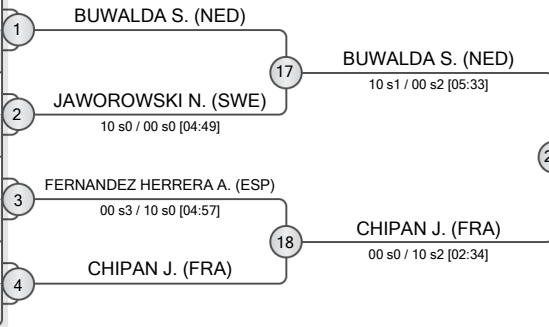 BUWALDA S. (NED)
1
17
BUWALDA S. (NED)
10 s1 / 00 s2 [05:33]
JAWOROWSKI N. (SWE)
2
10 s0 / 00 s0 [04:49]
FERNANDEZ HERRERA A. (ESP)
3
00 s3 / 10 s0 [04:57]
18
CHIPAN J. (FRA)
00 s0 / 10 s2 [02:34]
CHIPAN J. (FRA)
4